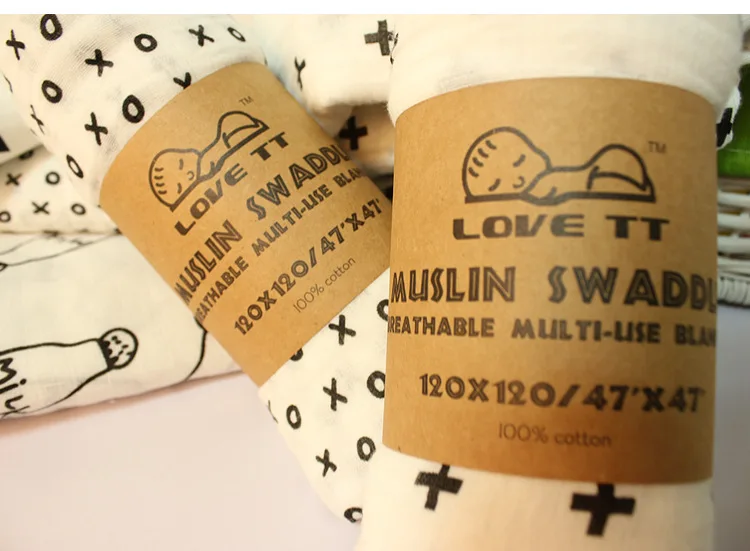 TM
LOVE TT
MUSLIN SWADDL
BREATHABLE MULTI-USE BLAN
120X120/47'X47'
100% cotton
TM
LOVE TT
MUSLIN SWADDL
REATHABLE MULTI-USE BLAN
120X120/47'X47'
100% cotton